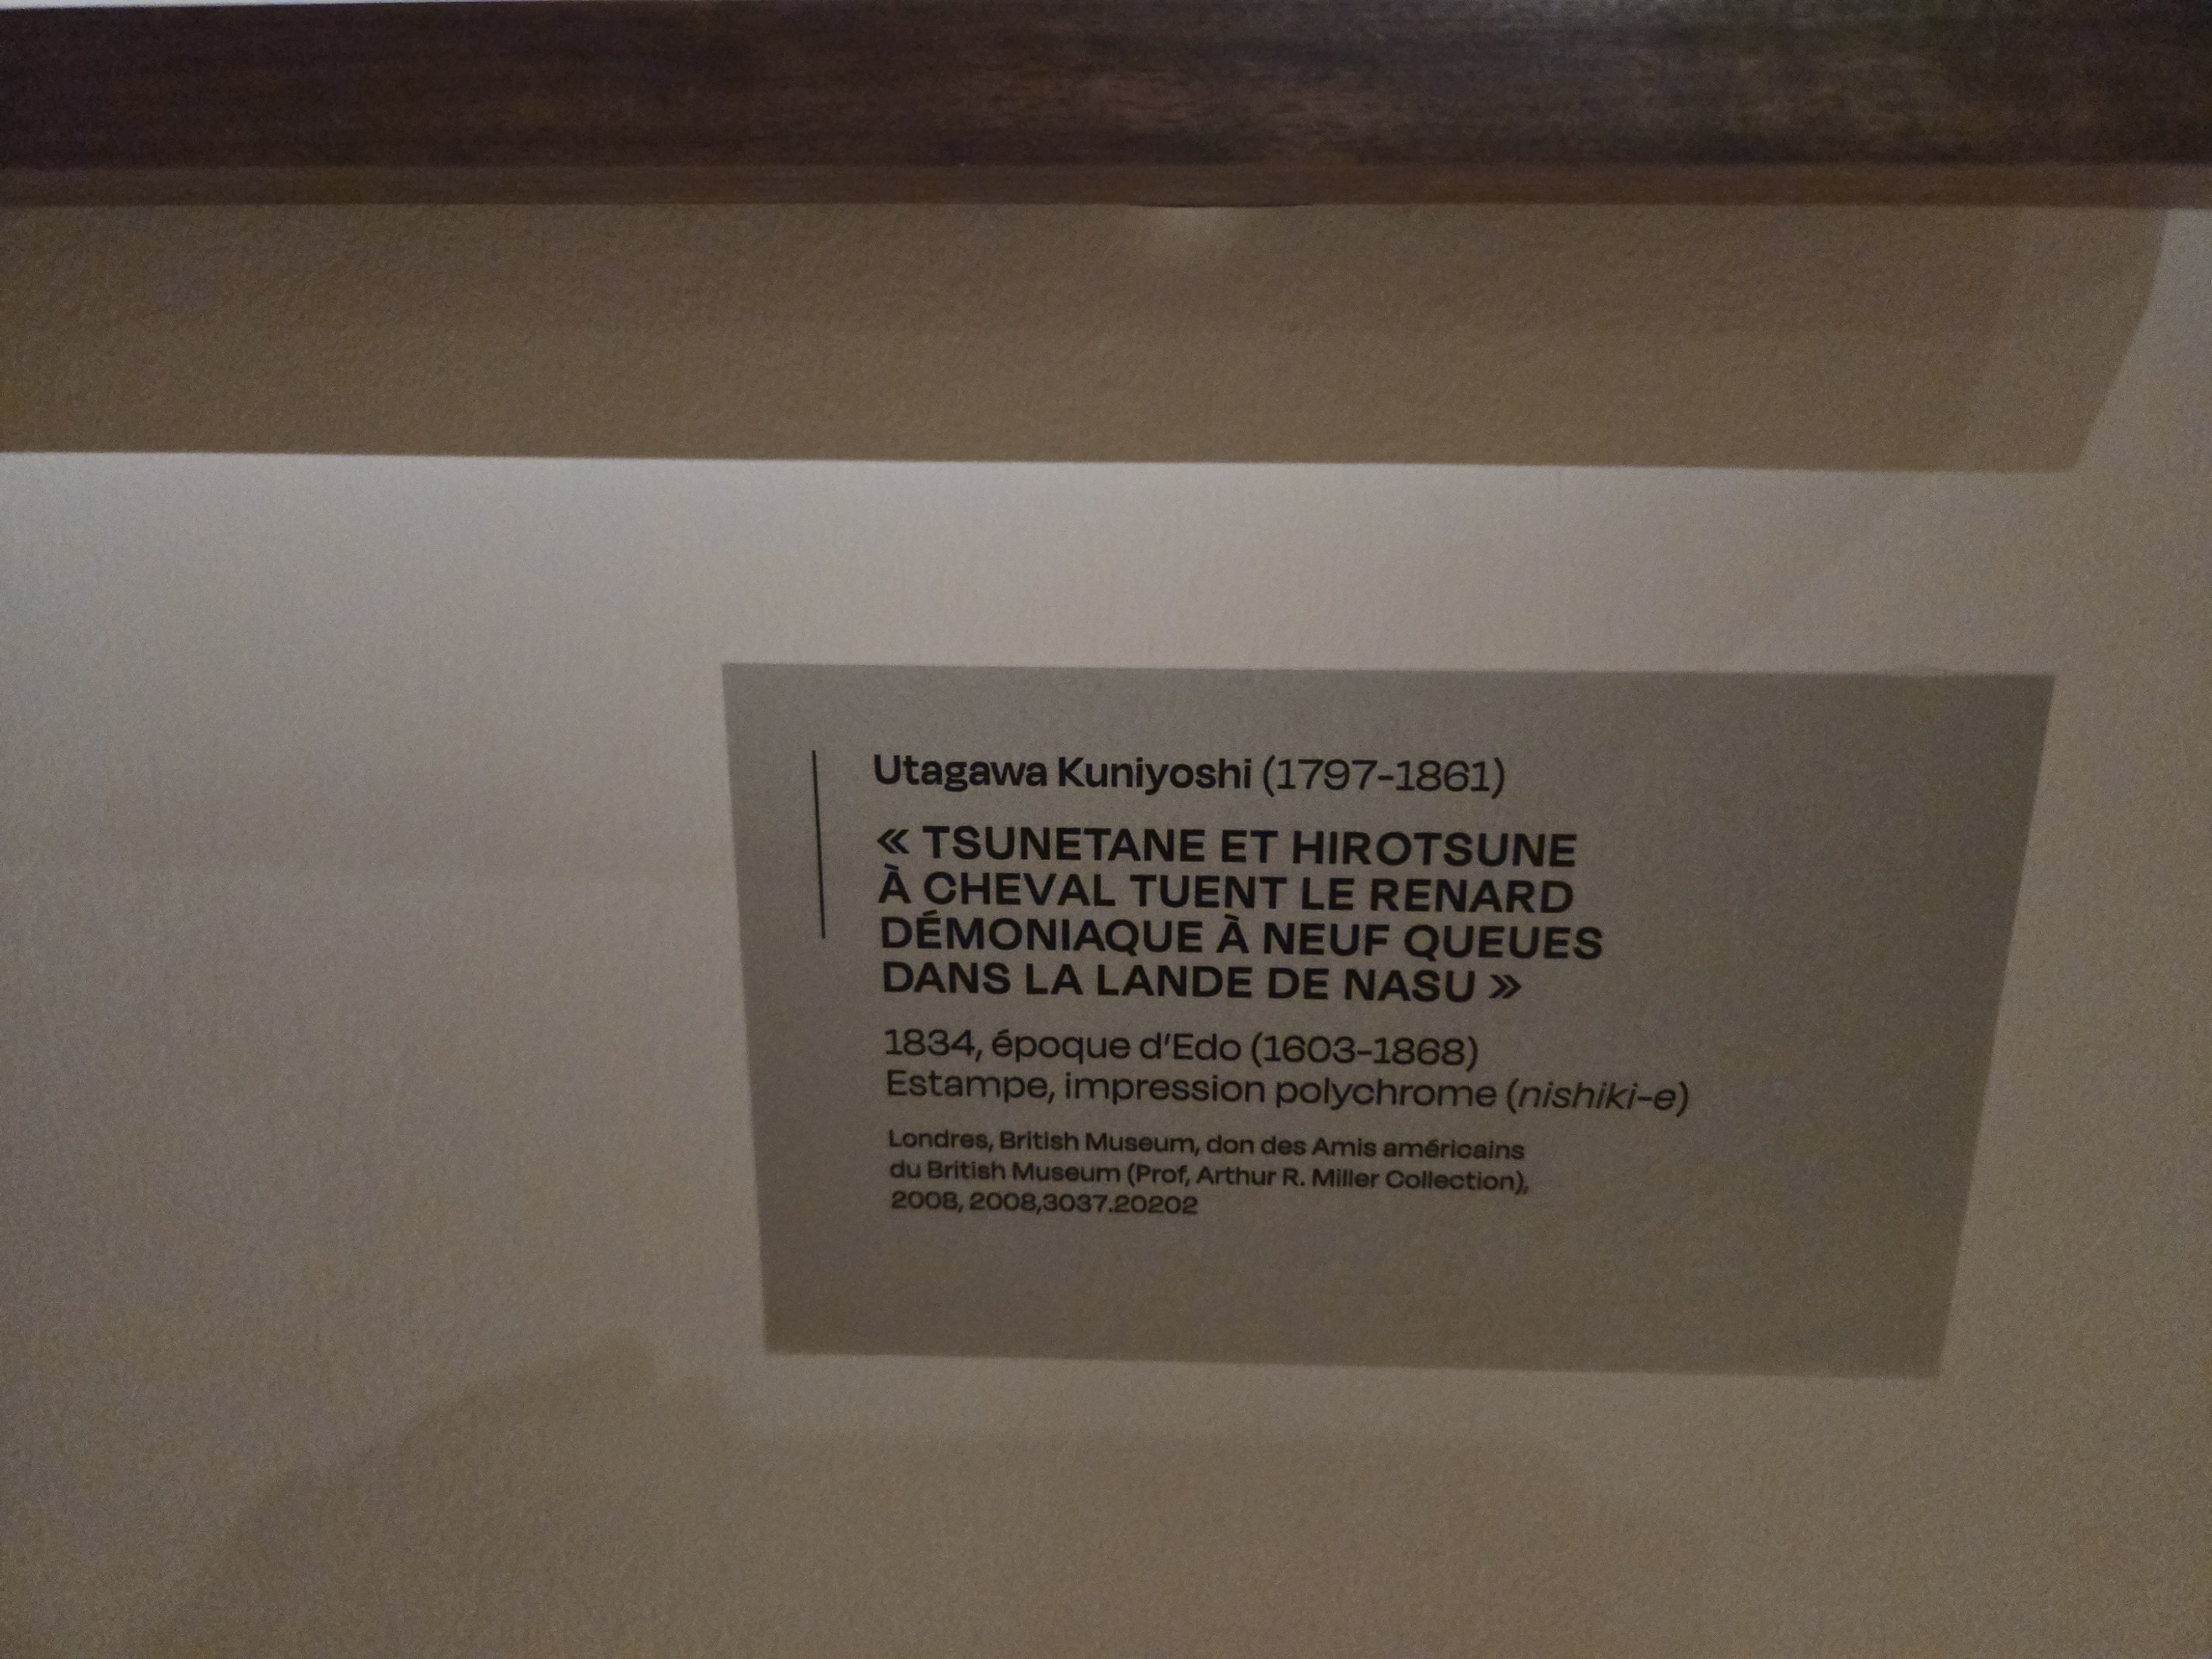 Utagawa Kuniyoshi (1797-1861)
« TSUNETANE ET HIROTSUNE
À CHEVAL TUENT LE RENARD
DÉMONIAQUE À NEUF QUEUES
DANS LA LANDE DE NASU »
1834, époque d'Edo (1603-1868)
Estampe, impression polychrome (nishiki-e)
Londres, British Museum, don des Amis américains
du British Museum (Prof, Arthur R. Miller Collection),
2008, 2008,3037.20202